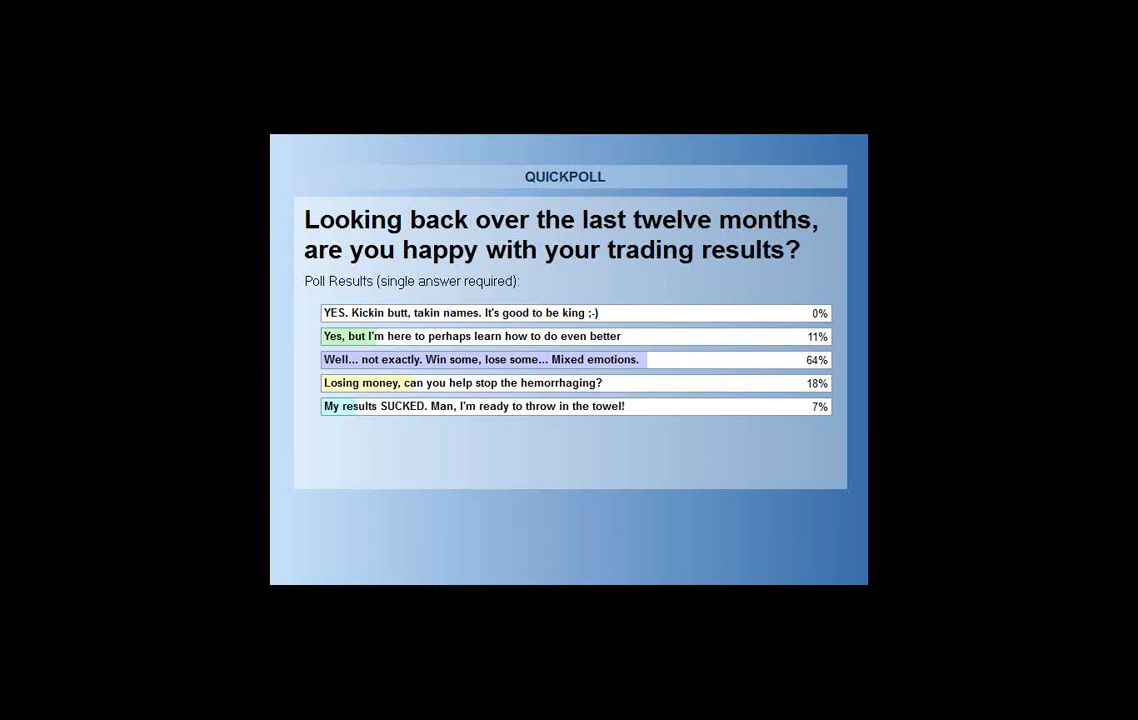 QUICKPOLL
Looking back over the last twelve months,
are you happy with your trading results?
Poll Results (single answer required):
YES. Kickin butt, takin names. It's good to be king ;-) 0%
Yes, but I'm here to perhaps learn how to do even better 11%
Well... not exactly. Win some, lose some... Mixed emotions. 64%
Losing money, can you help stop the hemorrhaging? 18%
My results SUCKED. Man, I'm ready to throw in the towel! 7%